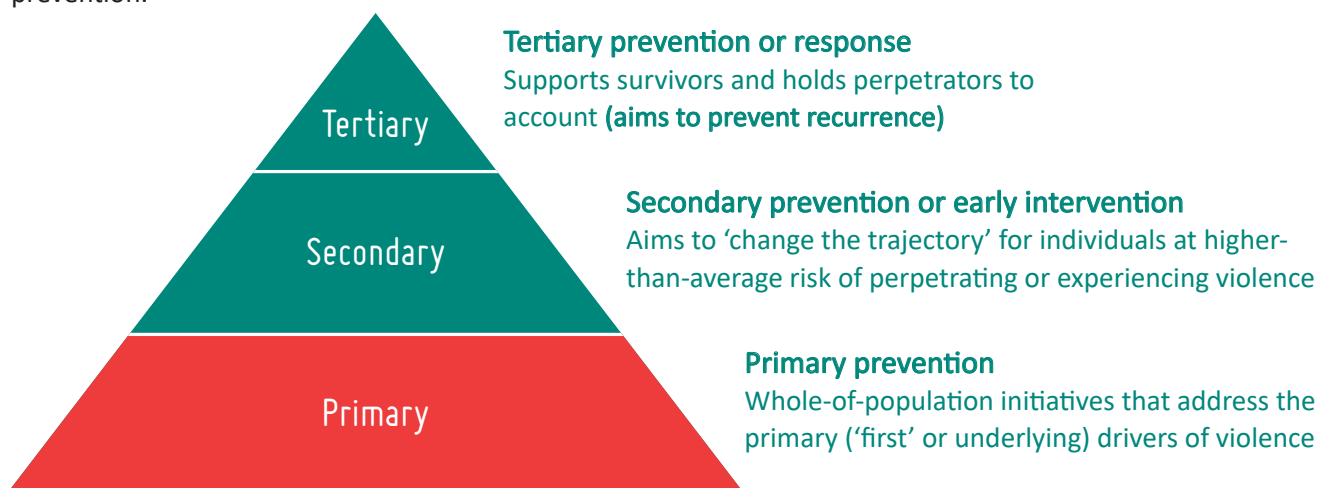 prevention.
Tertiary prevention or response
Supports survivors and holds perpetrators to
account (aims to prevent recurrence)
Tertiary
Secondary prevention or early intervention
Aims to ‘change the trajectory’ for individuals at higher-
than-average risk of perpetrating or experiencing violence
Secondary
Primary prevention
Whole-of-population initiatives that address the
primary (‘first’ or underlying) drivers of violence
Primary